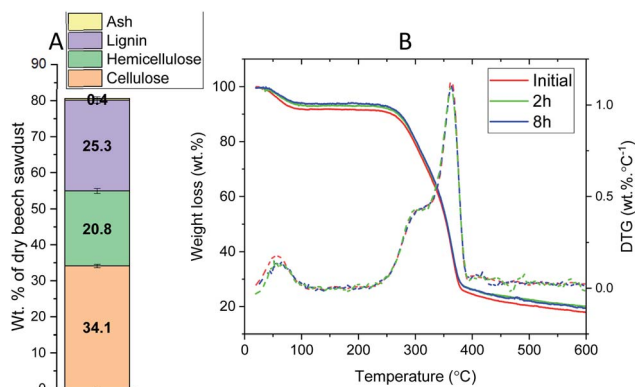 A
Ash
Lignin
Hemicellulose
Cellulose
Wt. % of dry beech sawdust
90
80
70
60
50
40
30
20
10
0
0.4
25.3
20.8
34.1
B
Initial
2h
8h
Weight loss (wt.%)
100
80
60
40
20
DTG (wt.%.°C⁻¹)
1.0
0.5
0.0
0
100
200
300
400
500
600
Temperature (°C)